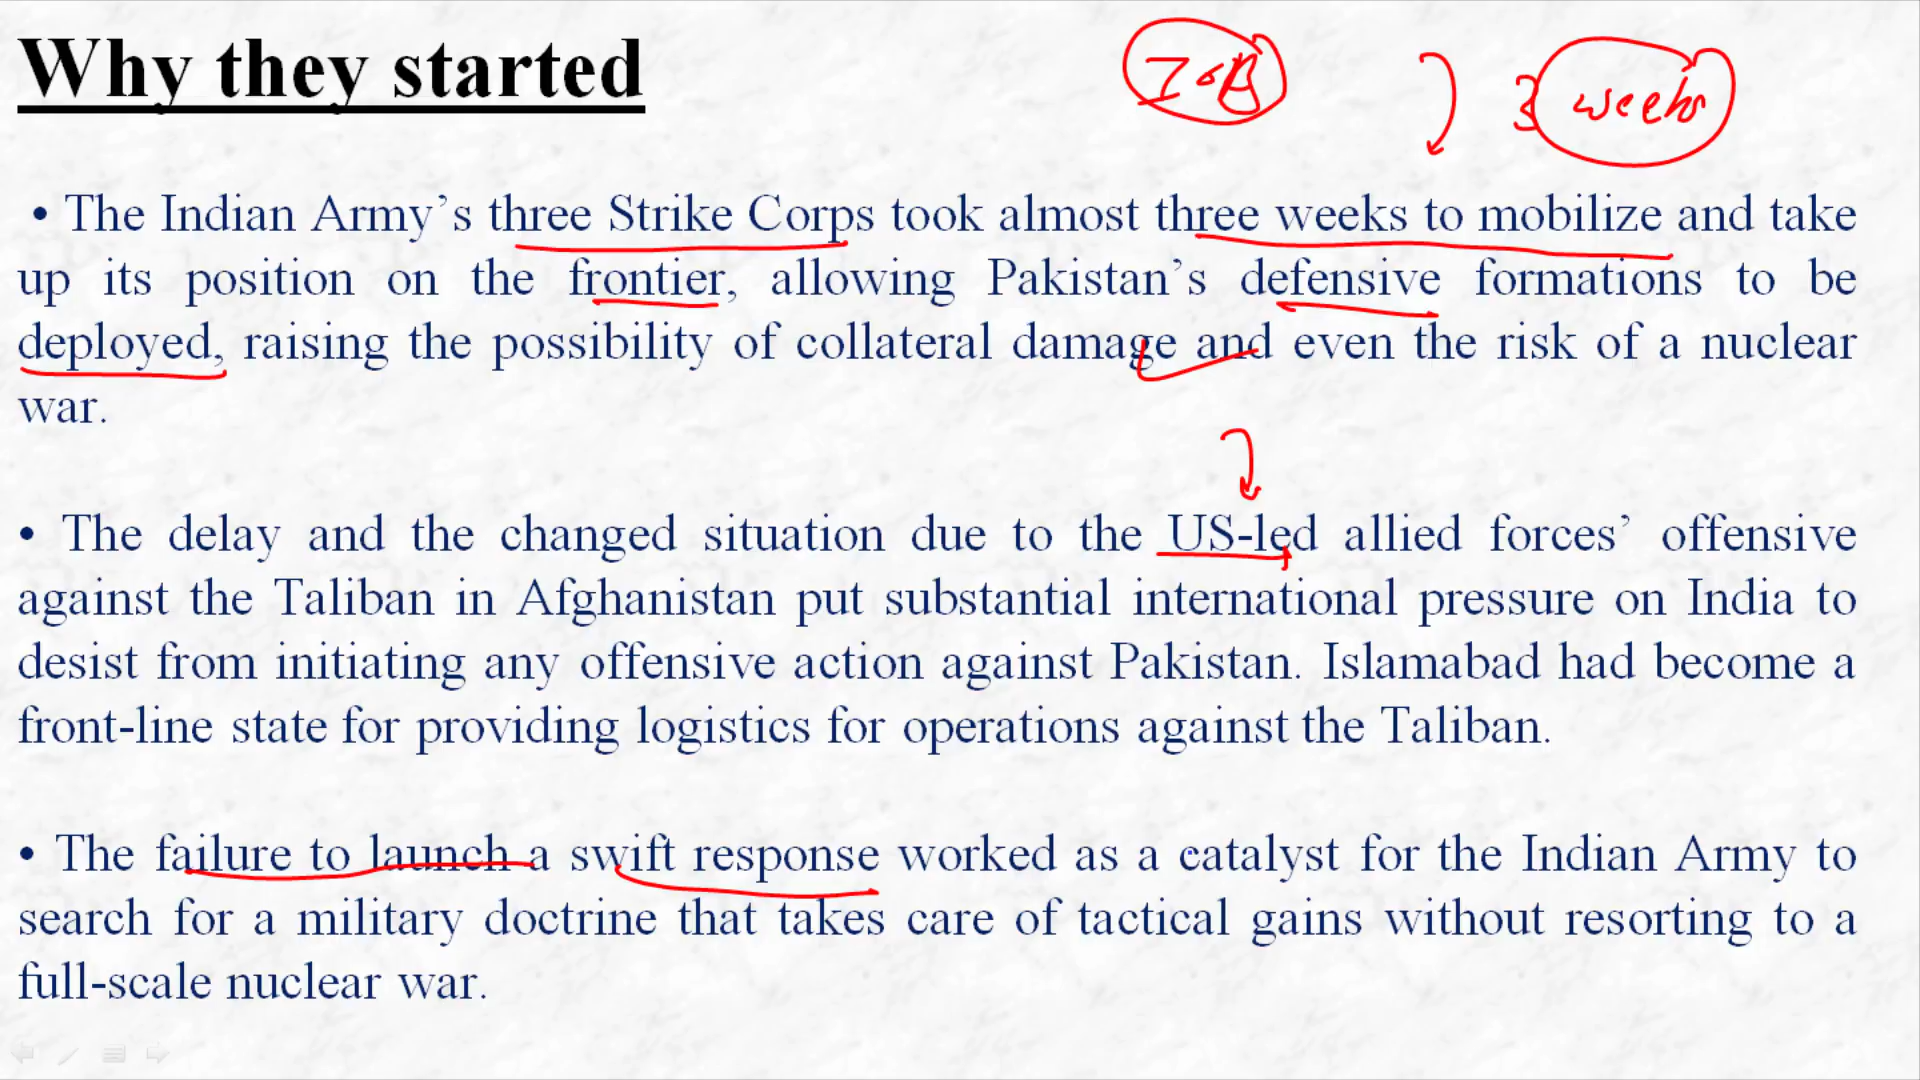 Why they started
3 weeks
• The Indian Army’s three Strike Corps took almost three weeks to mobilize and take
up its position on the frontier, allowing Pakistan’s defensive formations to be
deployed, raising the possibility of collateral damage and even the risk of a nuclear
war.
• The delay and the changed situation due to the US-led allied forces’ offensive
against the Taliban in Afghanistan put substantial international pressure on India to
desist from initiating any offensive action against Pakistan. Islamabad had become a
front-line state for providing logistics for operations against the Taliban.
• The failure to launch a swift response worked as a catalyst for the Indian Army to
search for a military doctrine that takes care of tactical gains without resorting to a
full-scale nuclear war.